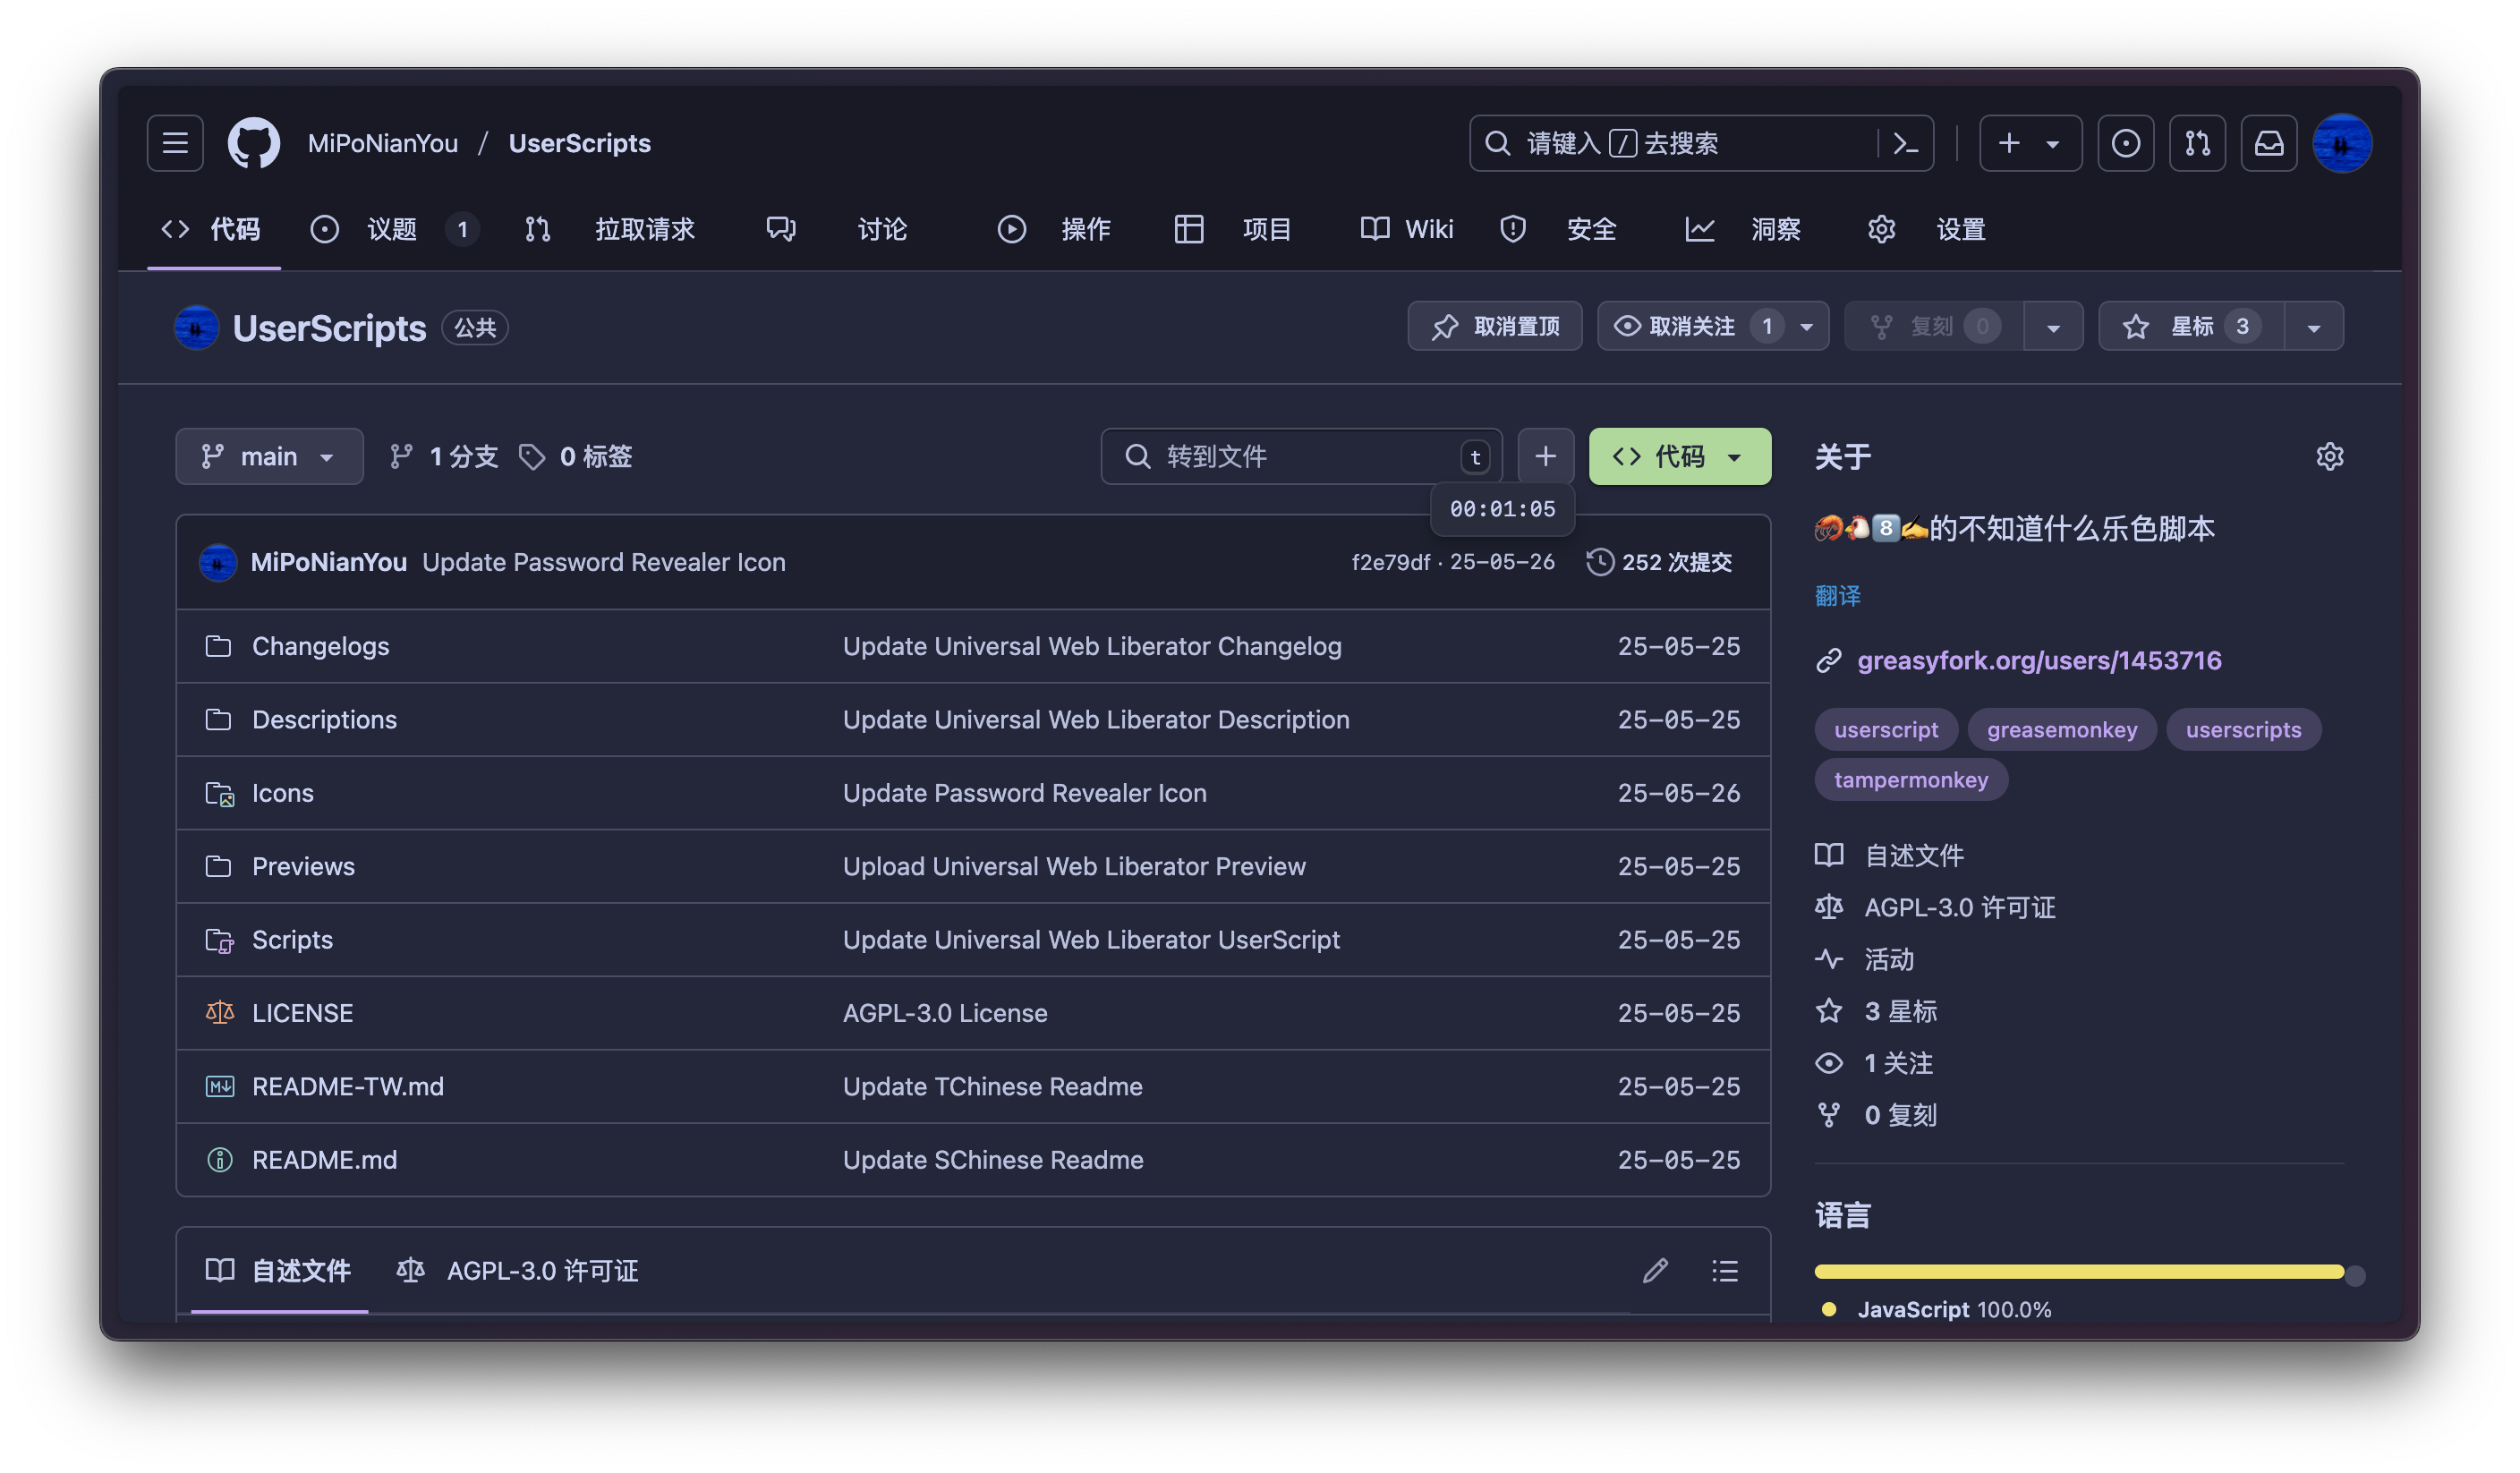 MiPoNianYou / UserScripts
请键入 / 去搜索
代码 议题 1 拉取请求 讨论 操作 项目 Wiki 安全 洞察 设置
UserScripts 公共
取消置顶 取消关注 1 复刻 0 星标 3
main 1 分支 0 标签
转到文件 t
代码
00:01:05
MiPoNianYou Update Password Revealer Icon f2e79df · 25-05-26 252 次提交
Changelogs Update Universal Web Liberator Changelog 25-05-25
Descriptions Update Universal Web Liberator Description 25-05-25
Icons Update Password Revealer Icon 25-05-26
Previews Upload Universal Web Liberator Preview 25-05-25
Scripts Update Universal Web Liberator UserScript 25-05-25
LICENSE AGPL-3.0 License 25-05-25
README-TW.md Update TChinese Readme 25-05-25
README.md Update SChinese Readme 25-05-25
自述文件 AGPL-3.0 许可证
关于
🦐🐔8️⃣✍️的不知道什么乐色脚本
翻译
greasyfork.org/users/1453716
userscript greasemonkey userscripts
tampermonkey
自述文件
AGPL-3.0 许可证
活动
3 星标
1 关注
0 复刻
语言
JavaScript 100.0%